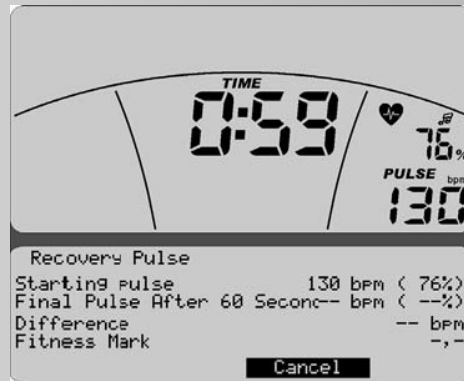 TIME
0:59
76%
PULSE bpm
130
Recovery Pulse
Starting pulse 130 bpm ( 76%)
Final Pulse After 60 Secon-- bpm ( --%)
Difference -- bpm
Fitness Mark -,-
Cancel